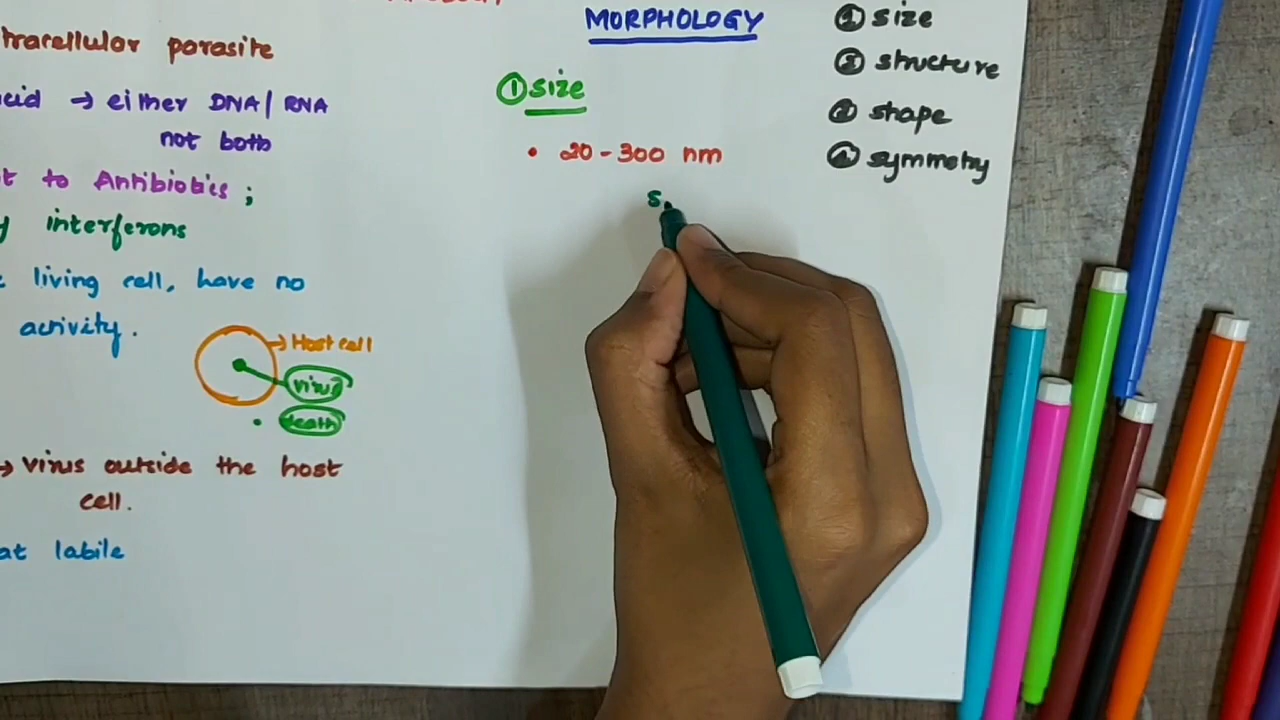 tracellular parasite
cid → either DNA/ RNA
not both
t to Antibiotics ;
y interferons
living cell, have no
activity.
→ Host cell
virus
• death
→ virus outside the host
cell.
at labile
MORPHOLOGY
① size
• 20-300 nm
s
① size
③ structure
② shape
④ symmetry